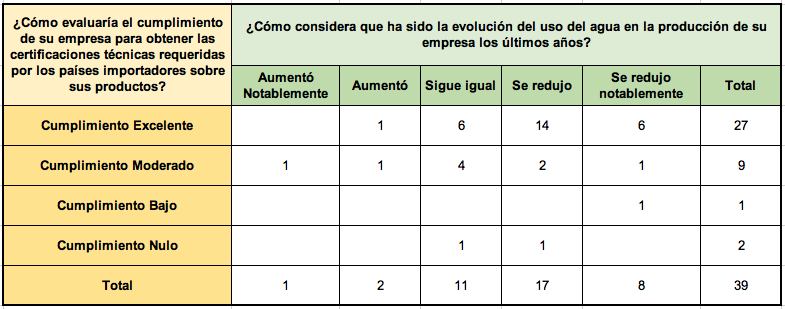 ¿Cómo evaluaría el cumplimiento
de su empresa para obtener las
certificaciones técnicas requeridas
por los países importadores sobre
sus productos?
¿Cómo considera que ha sido la evolución del uso del agua en la producción de su
empresa los últimos años?
Aumentó
Notablemente
Aumentó
Sigue igual
Se redujo
Se redujo
notablemente
Total
Cumplimiento Excelente 1 6 14 6 27
Cumplimiento Moderado 1 1 4 2 1 9
Cumplimiento Bajo 1 1
Cumplimiento Nulo 1 1 2
Total 1 2 11 17 8 39